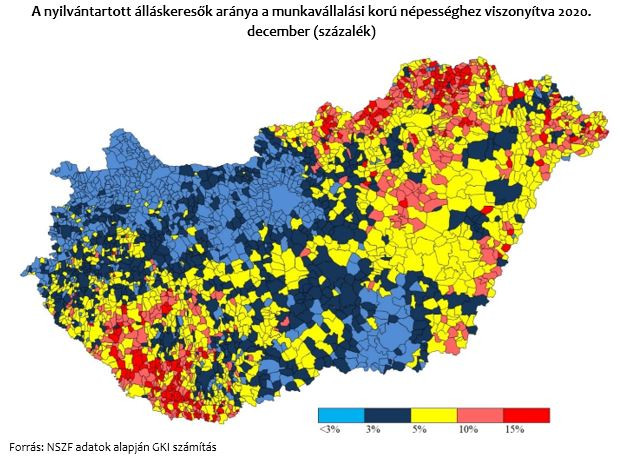 A nyilvántartott álláskeresők aránya a munkavállalási korú népességhez viszonyítva 2020.
december (százalék)
<3% 3% 5% 10% 15%
Forrás: NSZF adatok alapján GKI számítás